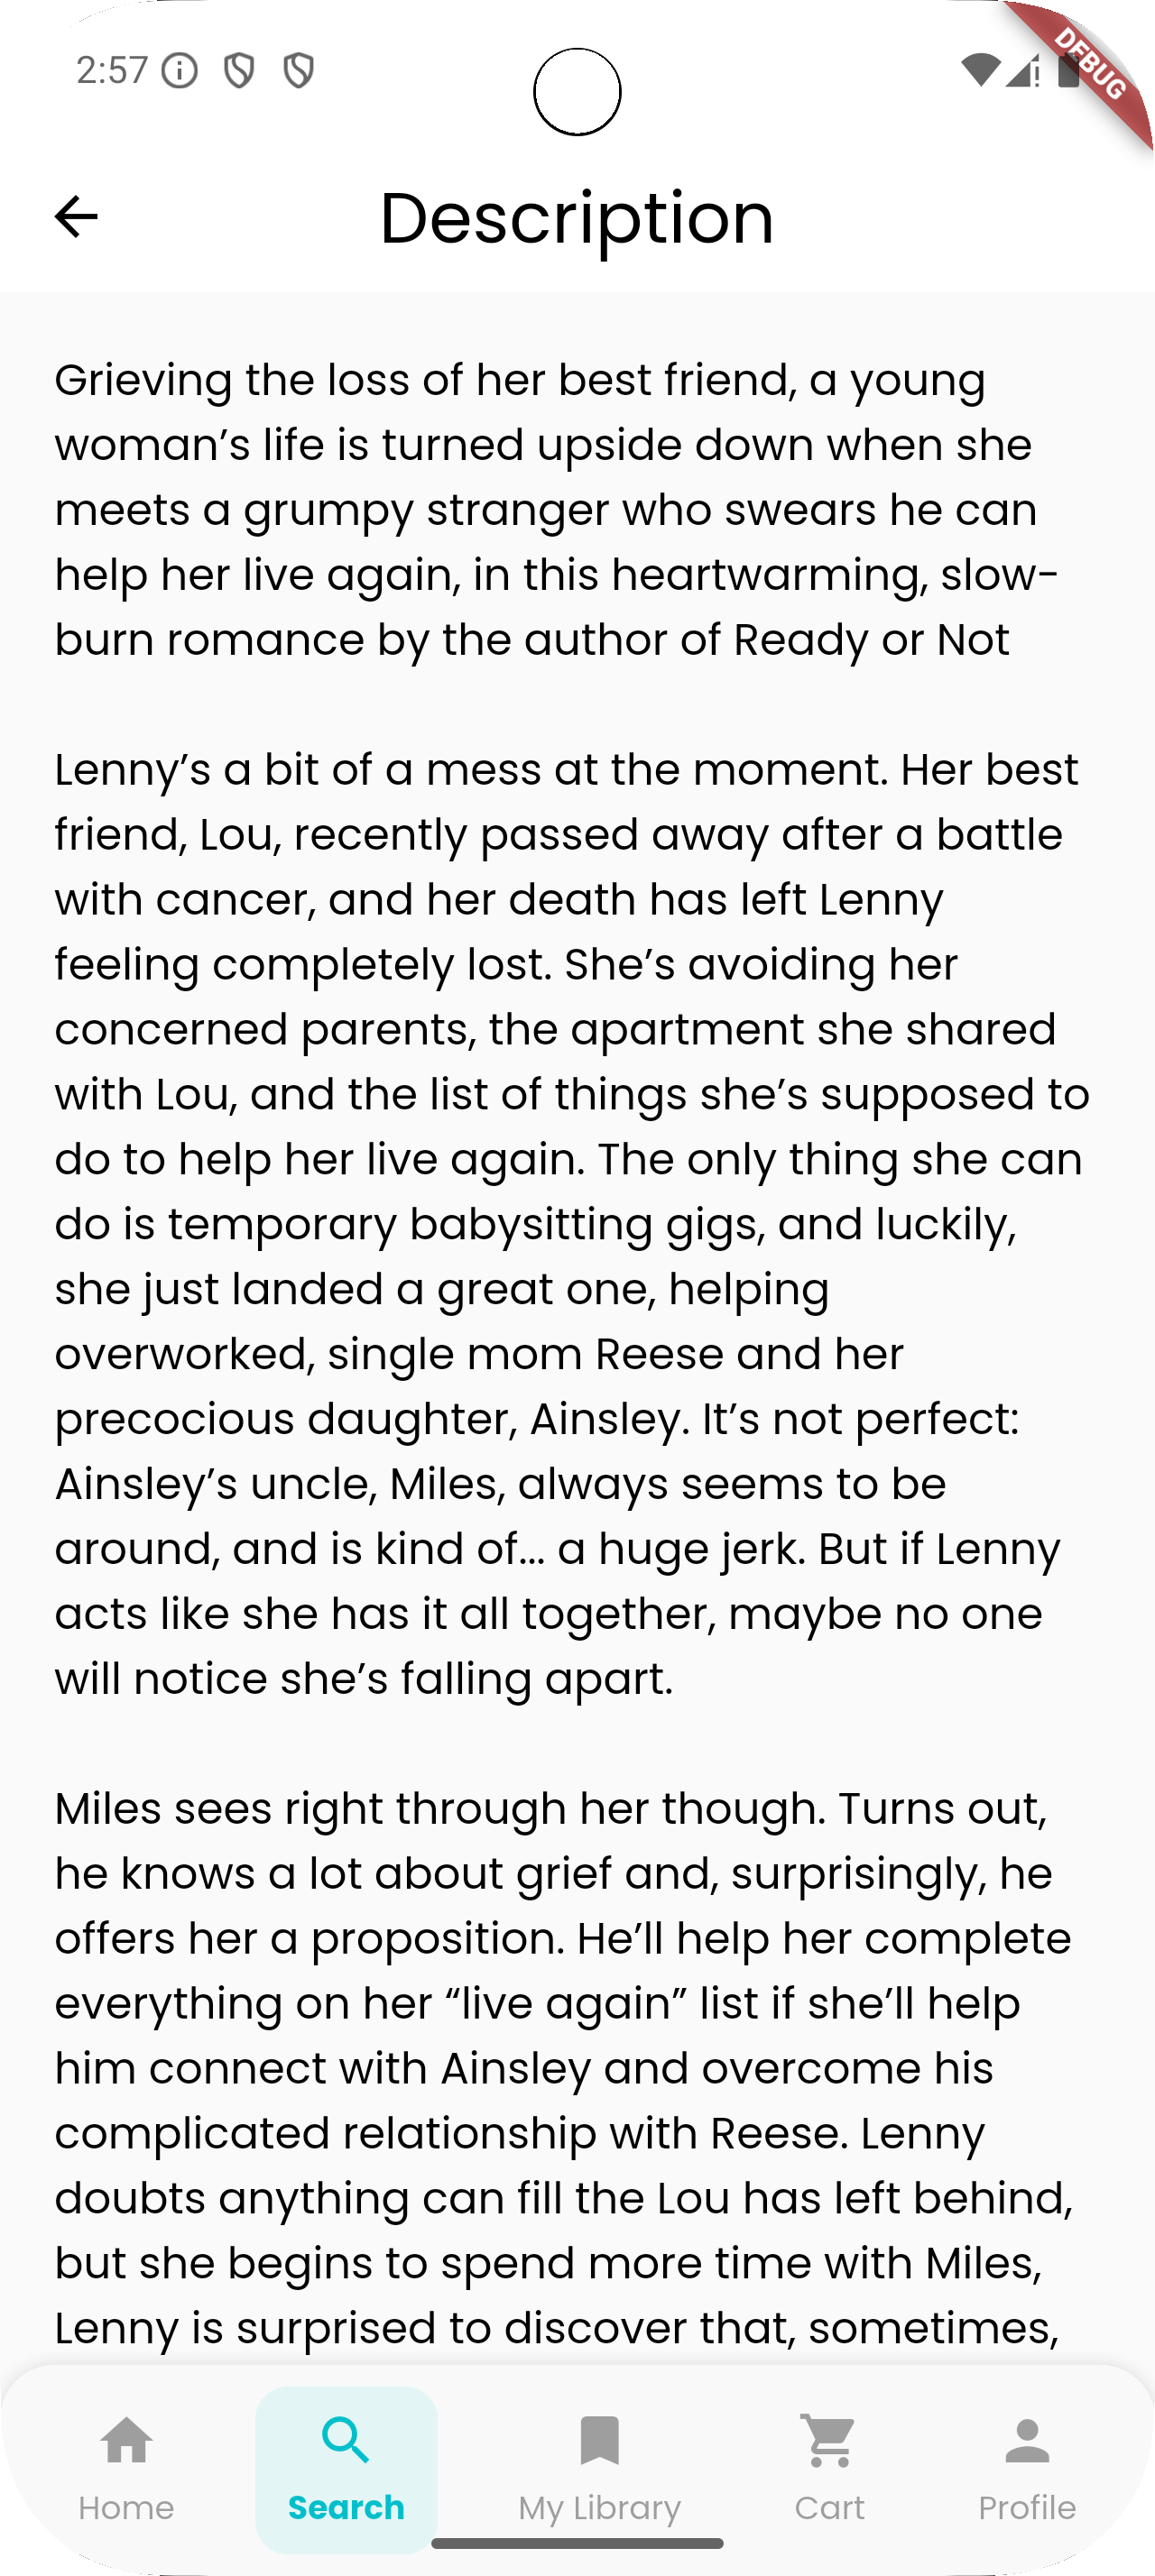 2:57
DEBUG
Description
Grieving the loss of her best friend, a young
woman’s life is turned upside down when she
meets a grumpy stranger who swears he can
help her live again, in this heartwarming, slow-
burn romance by the author of Ready or Not
Lenny’s a bit of a mess at the moment. Her best
friend, Lou, recently passed away after a battle
with cancer, and her death has left Lenny
feeling completely lost. She’s avoiding her
concerned parents, the apartment she shared
with Lou, and the list of things she’s supposed to
do to help her live again. The only thing she can
do is temporary babysitting gigs, and luckily,
she just landed a great one, helping
overworked, single mom Reese and her
precocious daughter, Ainsley. It’s not perfect:
Ainsley’s uncle, Miles, always seems to be
around, and is kind of… a huge jerk. But if Lenny
acts like she has it all together, maybe no one
will notice she’s falling apart.
Miles sees right through her though. Turns out,
he knows a lot about grief and, surprisingly, he
offers her a proposition. He’ll help her complete
everything on her “live again” list if she’ll help
him connect with Ainsley and overcome his
complicated relationship with Reese. Lenny
doubts anything can fill the Lou has left behind,
but she begins to spend more time with Miles,
Lenny is surprised to discover that, sometimes,
Home
Search
My Library
Cart
Profile